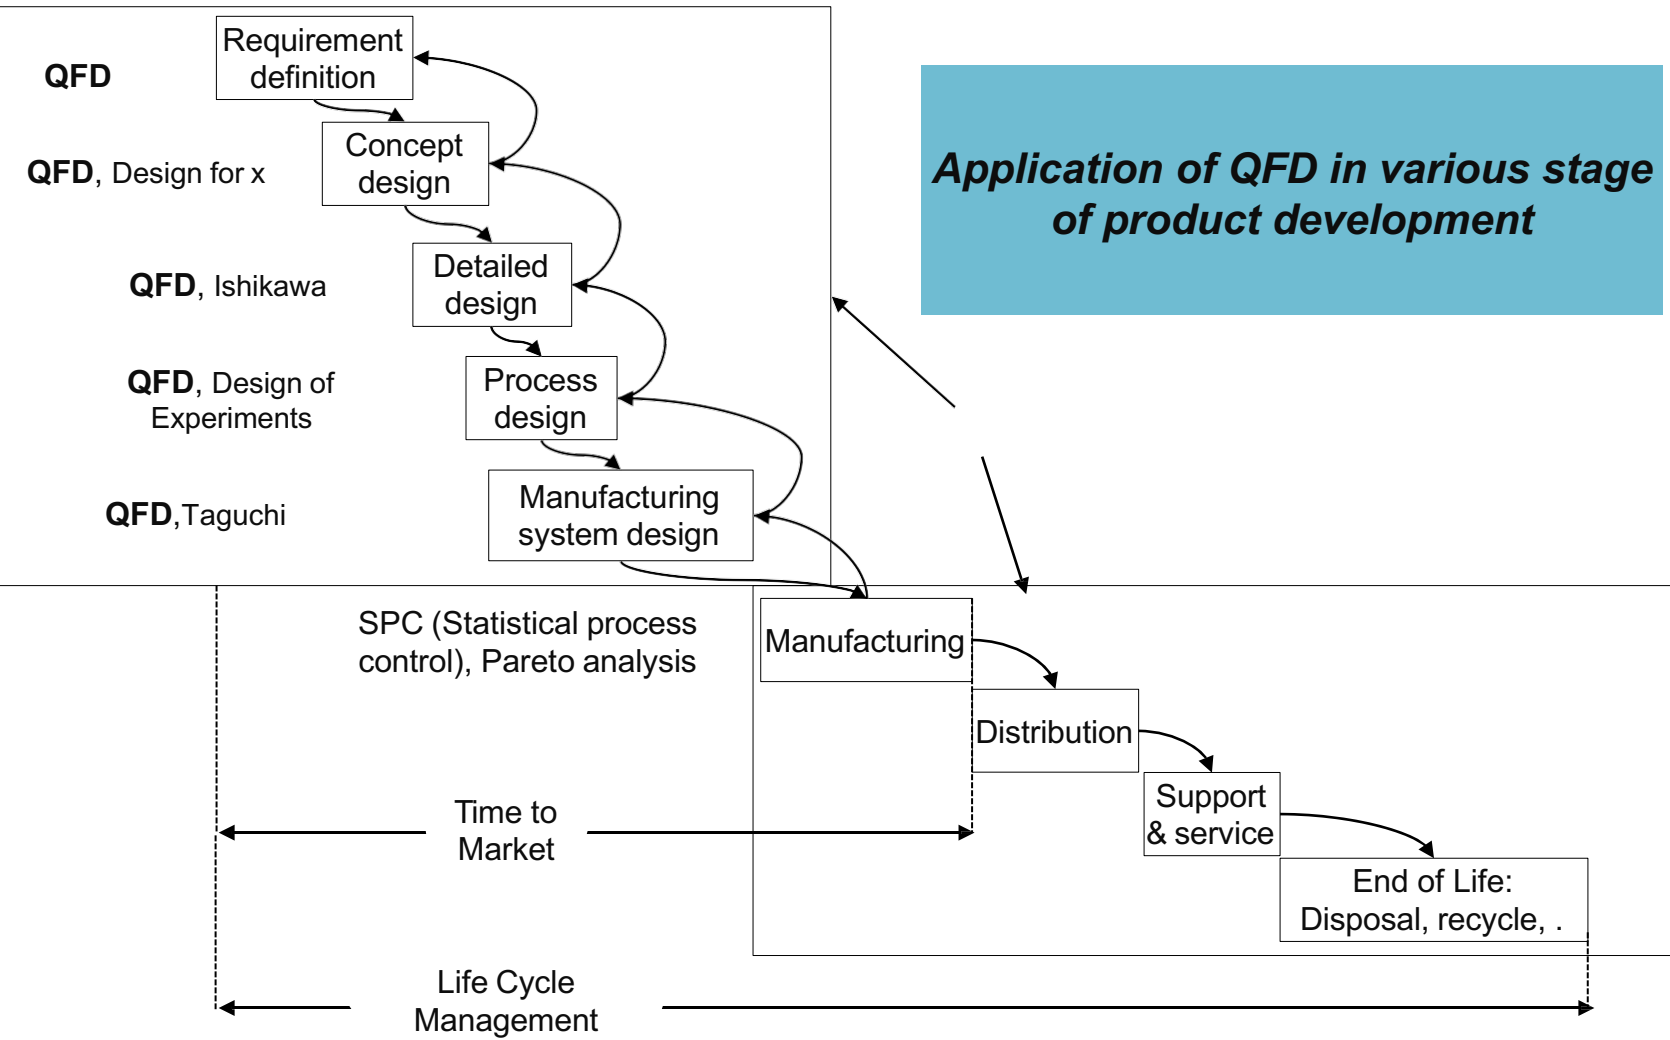 Requirement
definition
QFD
Application of QFD in various stage
of product development
Concept
design
QFD, Design for x
Detailed
design
QFD, Ishikawa
Process
design
QFD, Design of
Experiments
Manufacturing
system design
QFD,Taguchi
SPC (Statistical process
control), Pareto analysis
Manufacturing
Distribution
Support
& service
Time to
Market
End of Life:
Disposal, recycle, .
Life Cycle
Management